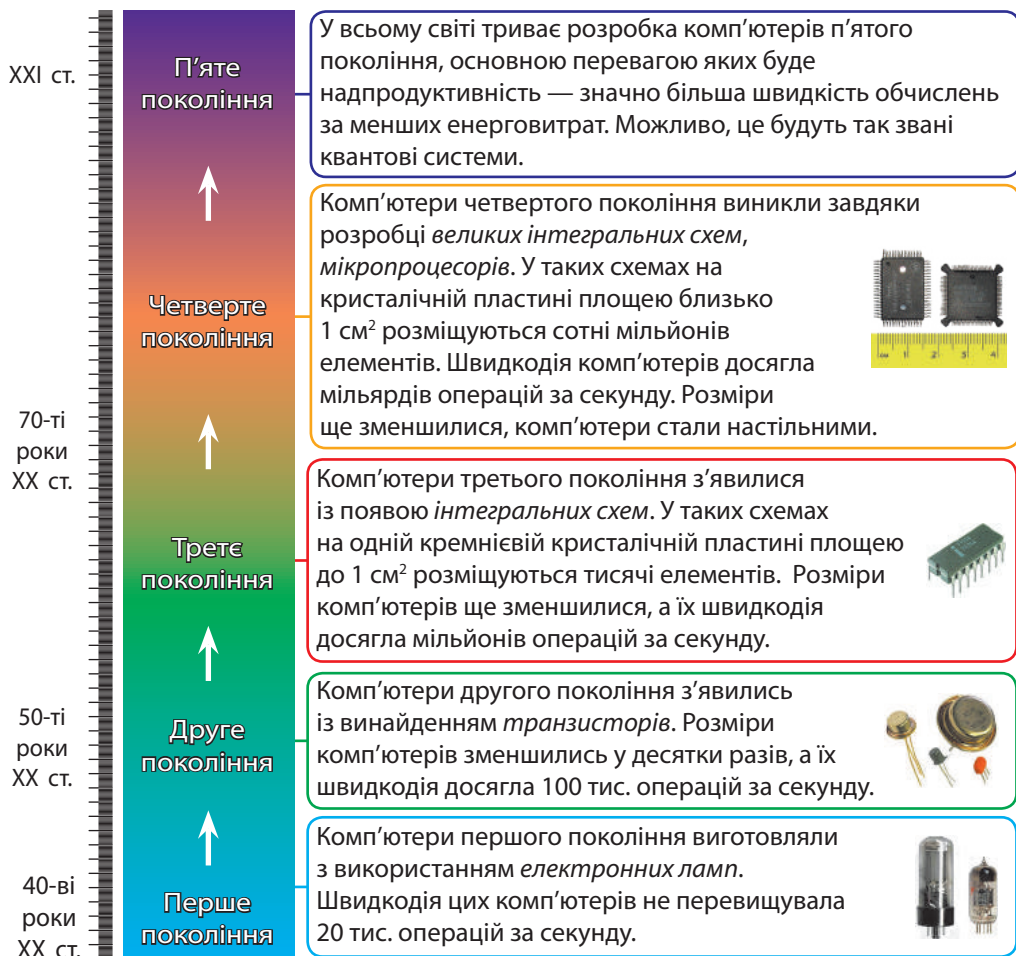 XXI ст.
П'яте
покоління
У всьому світі триває розробка комп'ютерів п'ятого
покоління, основною перевагою яких буде
надпродуктивність — значно більша швидкість обчислень
за менших енерговитрат. Можливо, це будуть так звані
квантові системи.
Четверте
покоління
Комп'ютери четвертого покоління виникли завдяки
розробці великих інтегральних схем,
мікропроцесорів. У таких схемах на
кристалічній пластині площею близько
1 см² розміщуються сотні мільйонів
елементів. Швидкодія комп'ютерів досягла
мільярдів операцій за секунду. Розміри
ще зменшилися, комп'ютери стали настільними.
1 2 3 4
70-ті
роки
XX ст.
Третє
покоління
Комп'ютери третього покоління з'явилися
із появою інтегральних схем. У таких схемах
на одній кремнієвій кристалічній пластині площею
до 1 см² розміщуються тисячі елементів. Розміри
комп'ютерів ще зменшилися, а їх швидкодія
досягла мільйонів операцій за секунду.
50-ті
роки
XX ст.
Друге
покоління
Комп'ютери другого покоління з'явились
із винайденням транзисторів. Розміри
комп'ютерів зменшились у десятки разів, а їх
швидкодія досягла 100 тис. операцій за секунду.
40-ві
роки
XX ст.
Перше
покоління
Комп'ютери першого покоління виготовляли
з використанням електронних ламп.
Швидкодія цих комп'ютерів не перевищувала
20 тис. операцій за секунду.